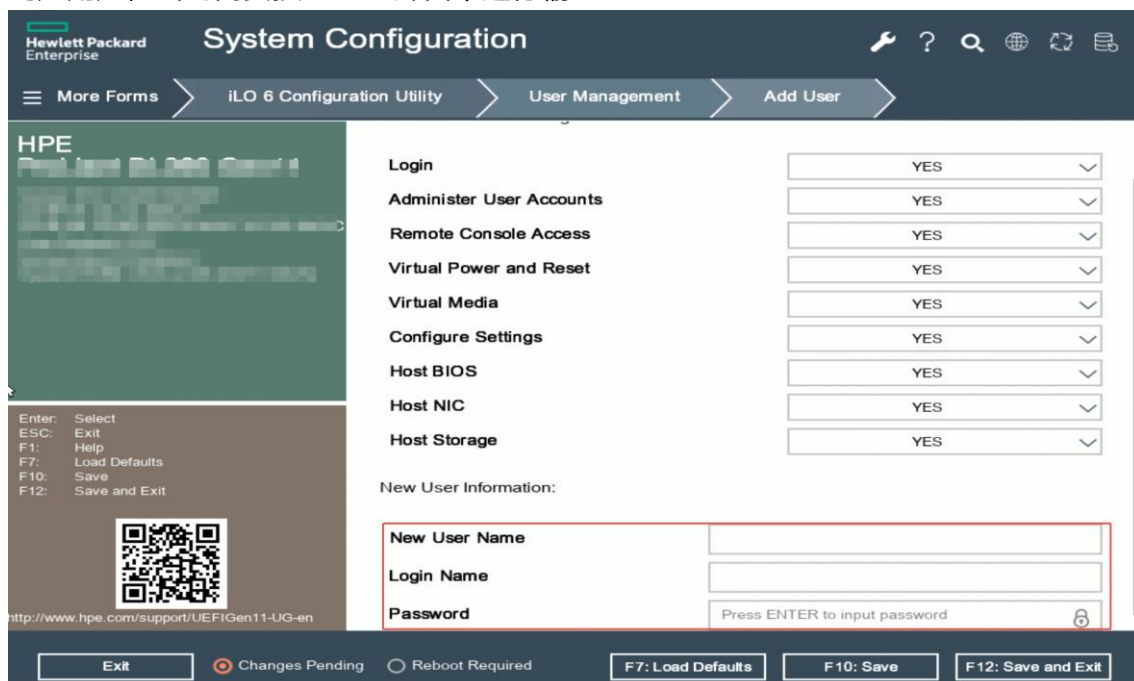 Hewlett Packard
Enterprise
System Configuration
?
More Forms
iLO 6 Configuration Utility
User Management
Add User
HPE
Login YES
Administer User Accounts YES
Remote Console Access YES
Virtual Power and Reset YES
Virtual Media YES
Configure Settings YES
Host BIOS YES
Host NIC YES
Host Storage YES
Enter: Select
ESC: Exit
F1: Help
F7: Load Defaults
F10: Save
F12: Save and Exit
http://www.hpe.com/support/UEFIGen11-UG-en
New User Information:
New User Name
Login Name
Password Press ENTER to input password
Exit Changes Pending Reboot Required F7: Load Defaults F10: Save F12: Save and Exit